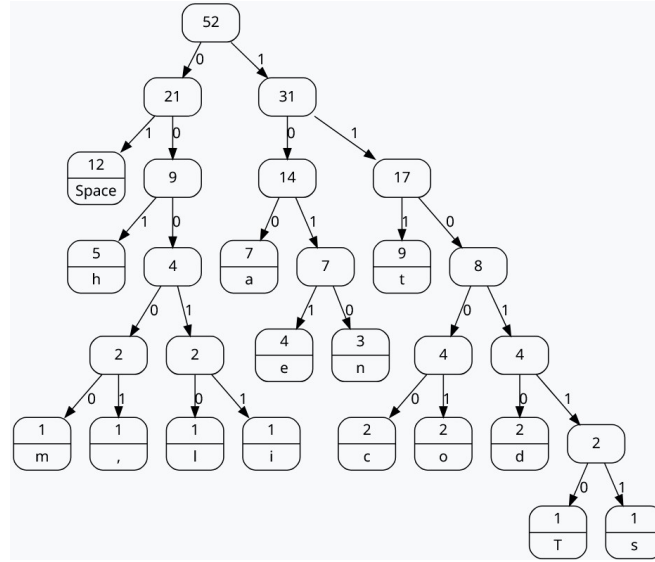 52
0 1
21 31
1 0 0 1
12 Space 9 14 17
1 0 0 1 1 0
5 h 4 7 a 7 9 t 8
0 1 1 0 0 1
2 2 4 e 3 n 4 4
0 1 0 1 0 1 0 1
1 m 1 , 1 l 1 i 2 c 2 o 2 d 2
0 1
1 T 1 s